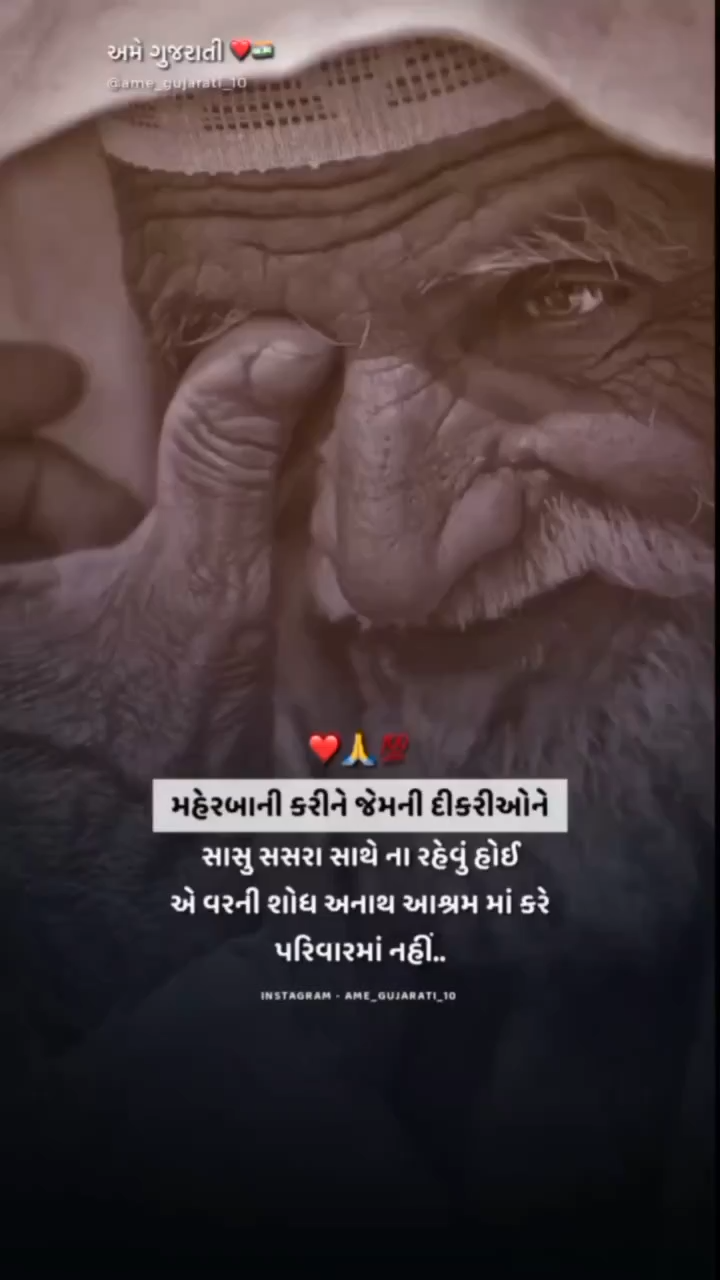 અમે ગુજરાતી ❤️🇮🇳
@ame_gujarati_10
❤️🙏💯
મહેરબાની કરીને જેમની દીકરીઓને
સાસુ સસરા સાથે ના રહેવું હોઈ
એ વરની શોધ અનાથ આશ્રમ માં કરે
પરિવારમાં નહીં..
INSTAGRAM - AME_GUJARATI_10